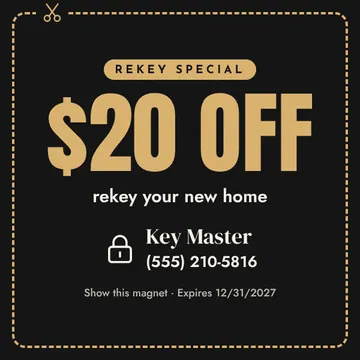 REKEY SPECIAL
$20 OFF
rekey your new home
Key Master
(555) 210-5816
Show this magnet · Expires 12/31/2027